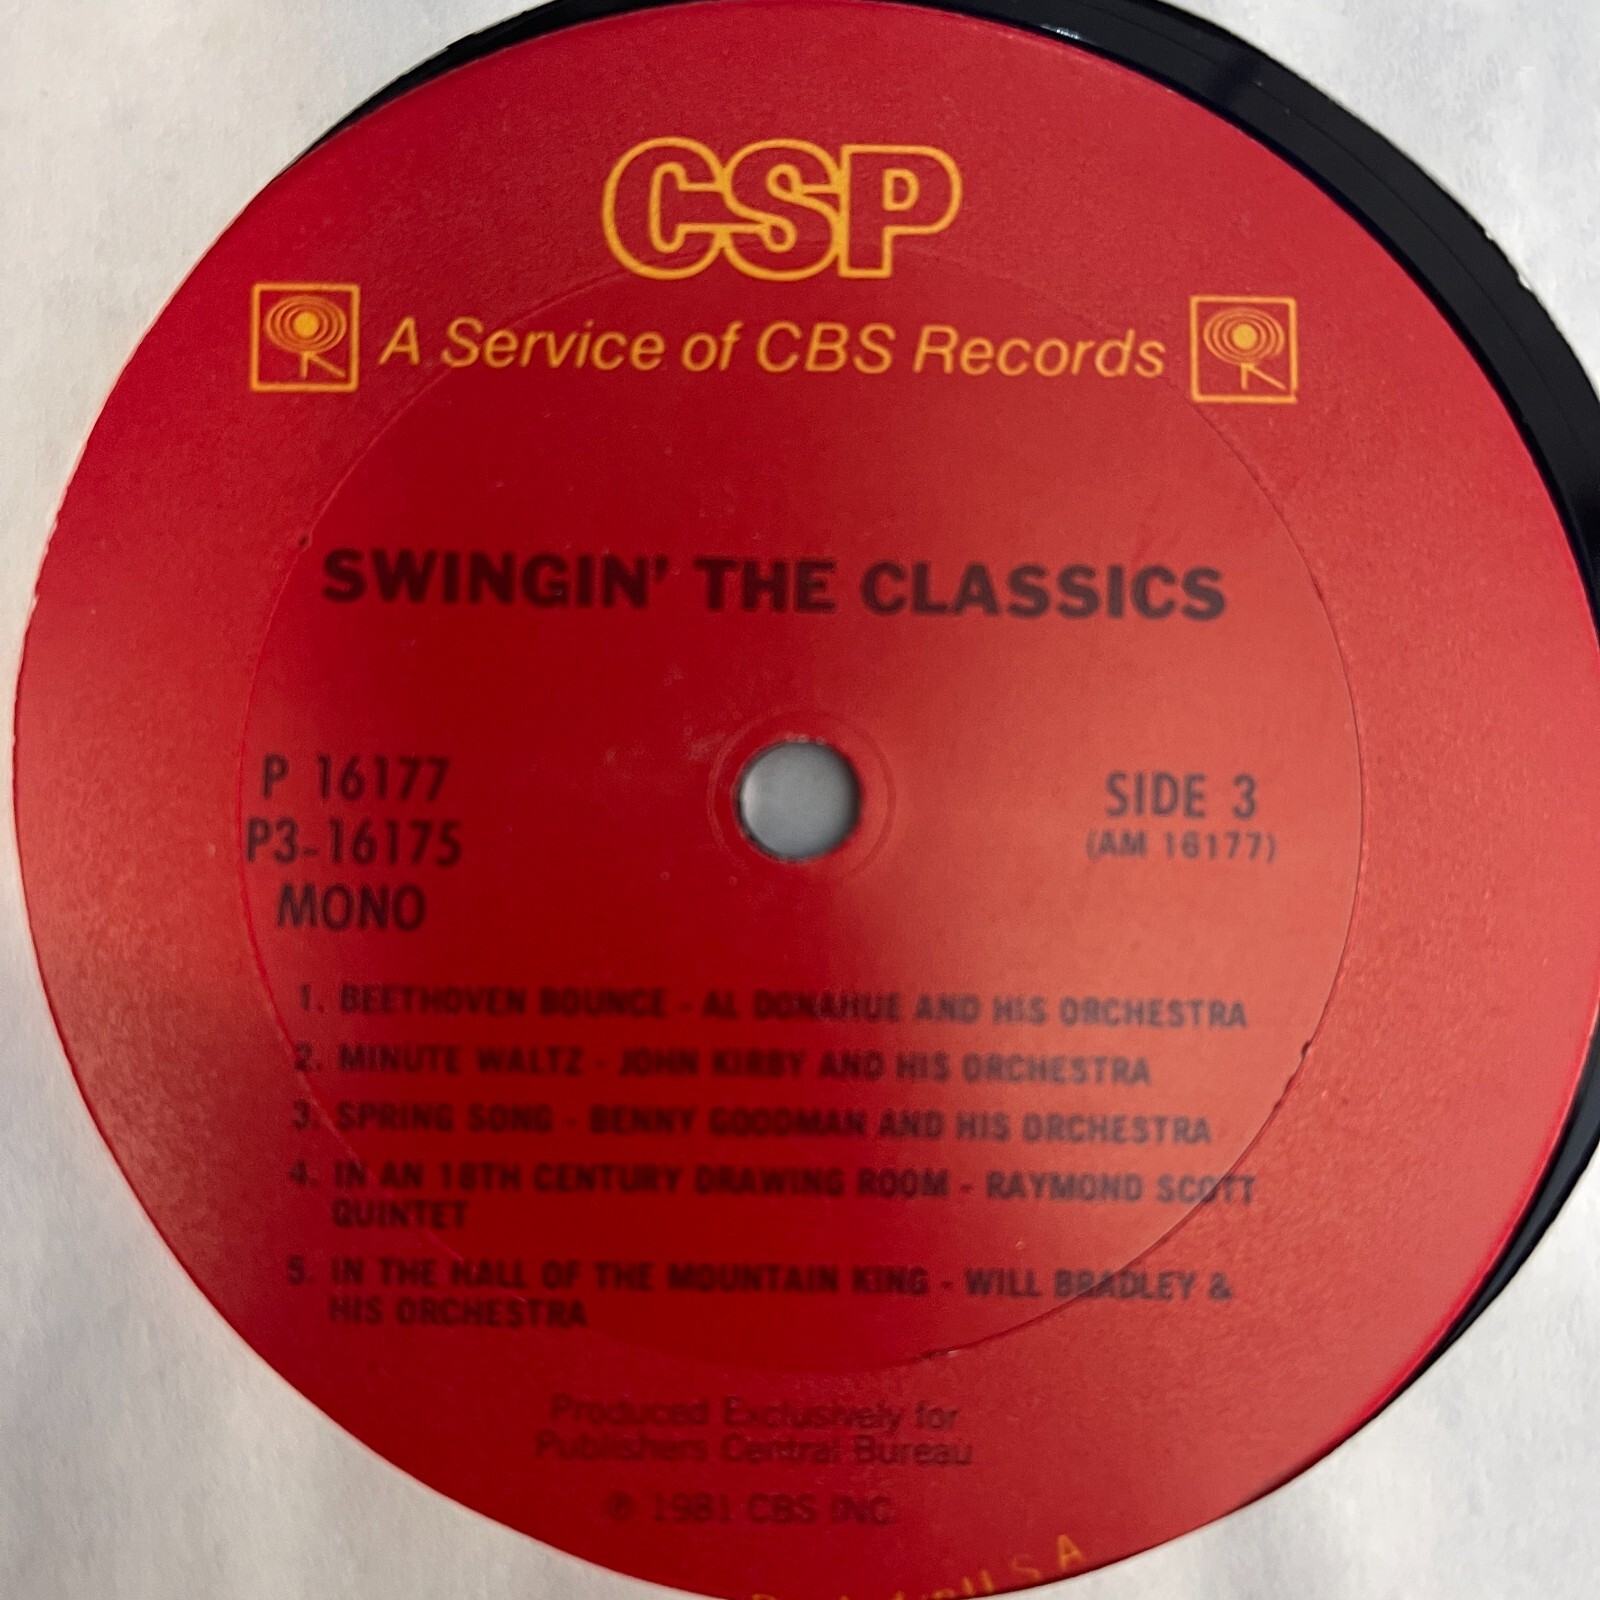 CSP
A Service of CBS Records
SWINGIN' THE CLASSICS
P 16177
P3-16175
MONO
SIDE 3
(AM 16177)
1. BEETHOVEN BOUNCE - AL DONAHUE AND HIS ORCHESTRA
2. MINUTE WALTZ - JOHN KIRBY AND HIS ORCHESTRA
3. SPRING SONG - BENNY GOODMAN AND HIS ORCHESTRA
4. IN AN 18TH CENTURY DRAWING ROOM - RAYMOND SCOTT
QUINTET
5. IN THE HALL OF THE MOUNTAIN KING - WILL BRADLEY &
HIS ORCHESTRA
Produced Exclusively for
Publishers Central Bureau
℗ 1981 CBS INC.
U.S.A